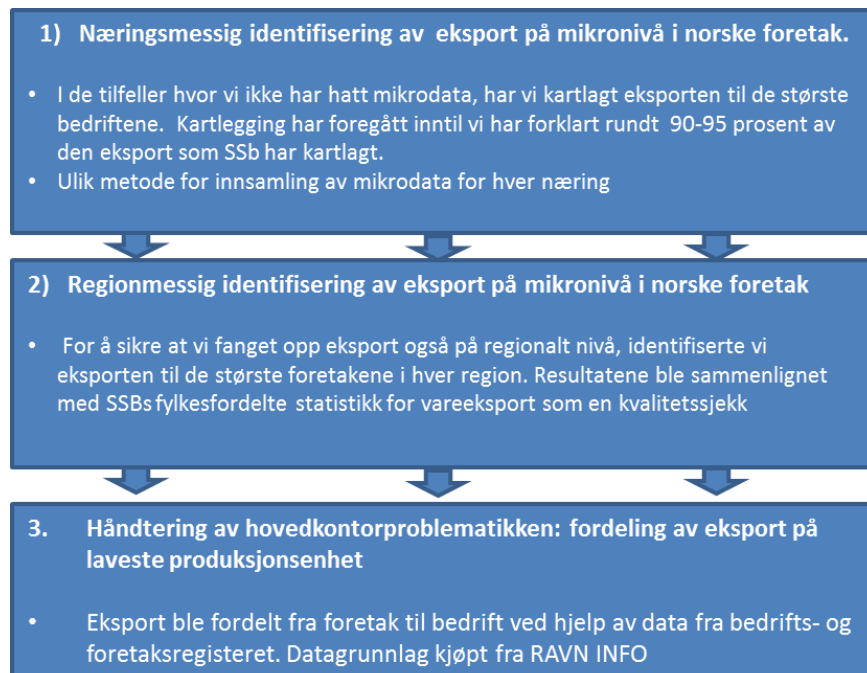 1) Næringsmessig identifisering av eksport på mikronivå i norske foretak.
• I de tilfeller hvor vi ikke har hatt mikrodata, har vi kartlagt eksporten til de største
bedriftene. Kartlegging har foregått inntil vi har forklart rundt 90-95 prosent av
den eksport som SSb har kartlagt.
• Ulik metode for innsamling av mikrodata for hver næring
2) Regionmessig identifisering av eksport på mikronivå i norske foretak
• For å sikre at vi fanget opp eksport også på regionalt nivå, identifiserte vi
eksporten til de største foretakene i hver region. Resultatene ble sammenlignet
med SSBs fylkesfordelte statistikk for vareeksport som en kvalitetssjekk
3. Håndtering av hovedkontorproblematikken: fordeling av eksport på
laveste produksjonsenhet
• Eksport ble fordelt fra foretak til bedrift ved hjelp av data fra bedrifts- og
foretaksregisteret. Datagrunnlag kjøpt fra RAVN INFO